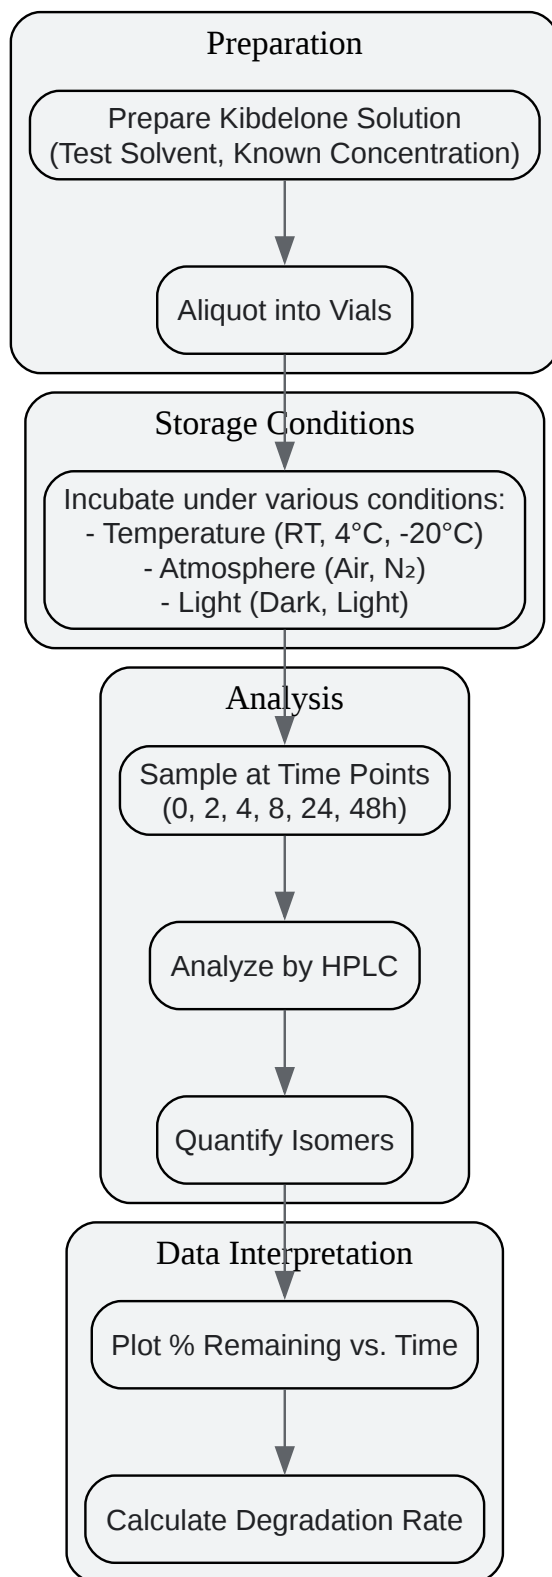 Preparation
Prepare Kibdelone Solution
(Test Solvent, Known Concentration)
Aliquot into Vials
Storage Conditions
Incubate under various conditions:
- Temperature (RT, 4°C, -20°C)
- Atmosphere (Air, N₂)
- Light (Dark, Light)
Analysis
Sample at Time Points
(0, 2, 4, 8, 24, 48h)
Analyze by HPLC
Quantify Isomers
Data Interpretation
Plot % Remaining vs. Time
Calculate Degradation Rate